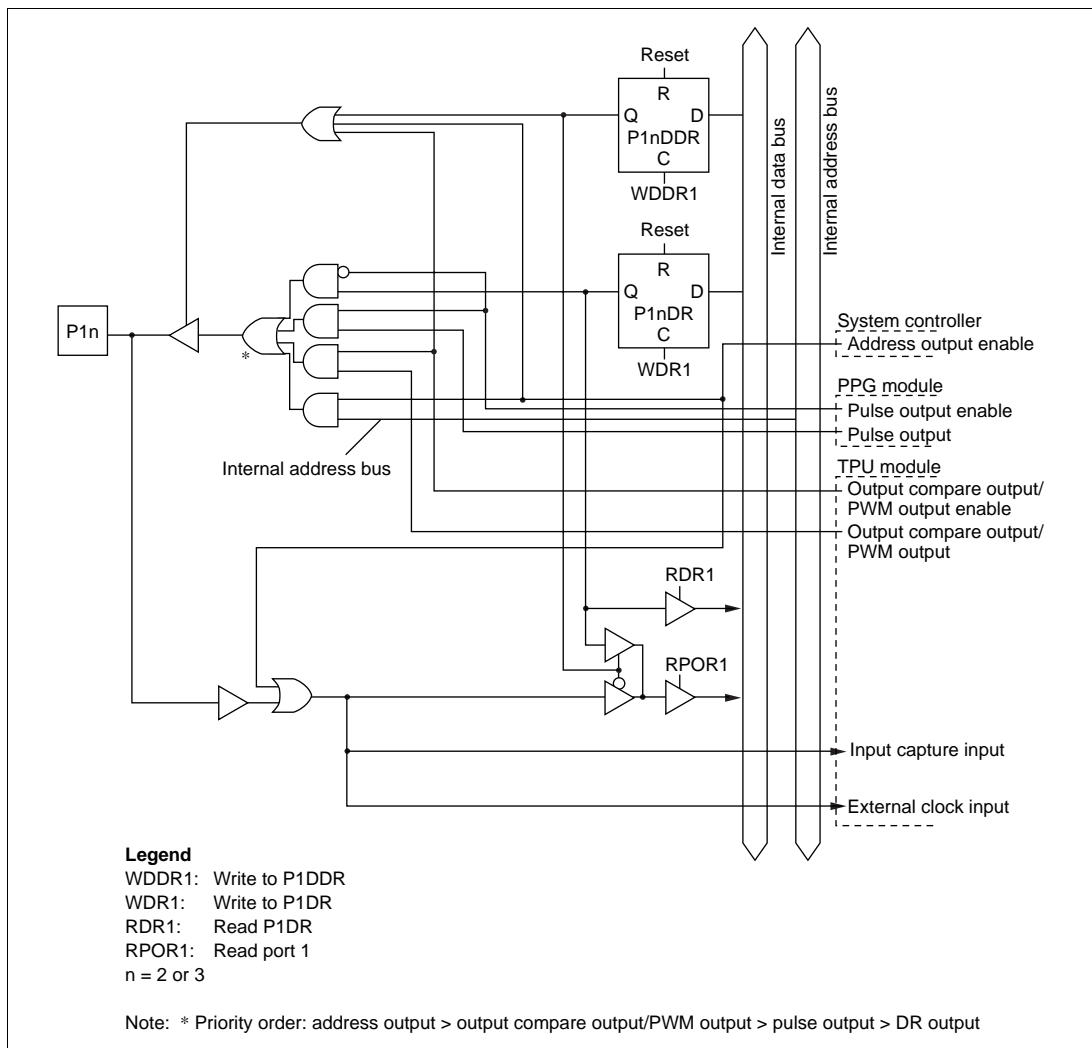 Reset
R
Q D
P1nDDR
C
WDDR1
Reset
R
Q D
P1nDR
C
WDR1
Internal data bus
Internal address bus
P1n
*
System controller
Address output enable
PPG module
Pulse output enable
Pulse output
Internal address bus
TPU module
Output compare output/
PWM output enable
Output compare output/
PWM output
RDR1
RPOR1
Input capture input
External clock input
Legend
WDDR1: Write to P1DDR
WDR1: Write to P1DR
RDR1: Read P1DR
RPOR1: Read port 1
n = 2 or 3
Note: * Priority order: address output > output compare output/PWM output > pulse output > DR output